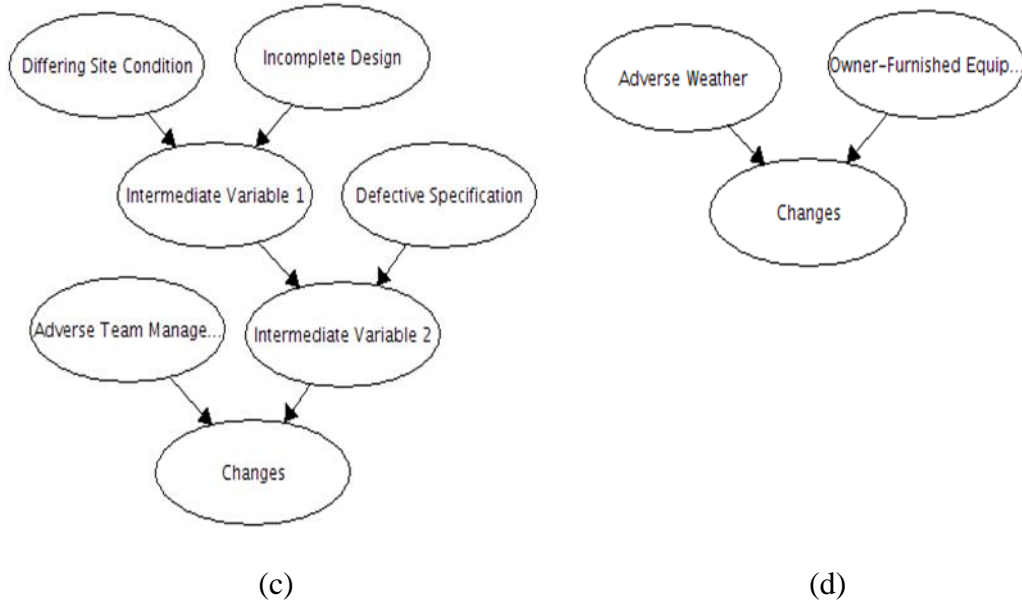 Differing Site Condition
Incomplete Design
Intermediate Variable 1
Defective Specification
Adverse Team Manage...
Intermediate Variable 2
Changes
(c)
Adverse Weather
Owner-Furnished Equip...
Changes
(d)